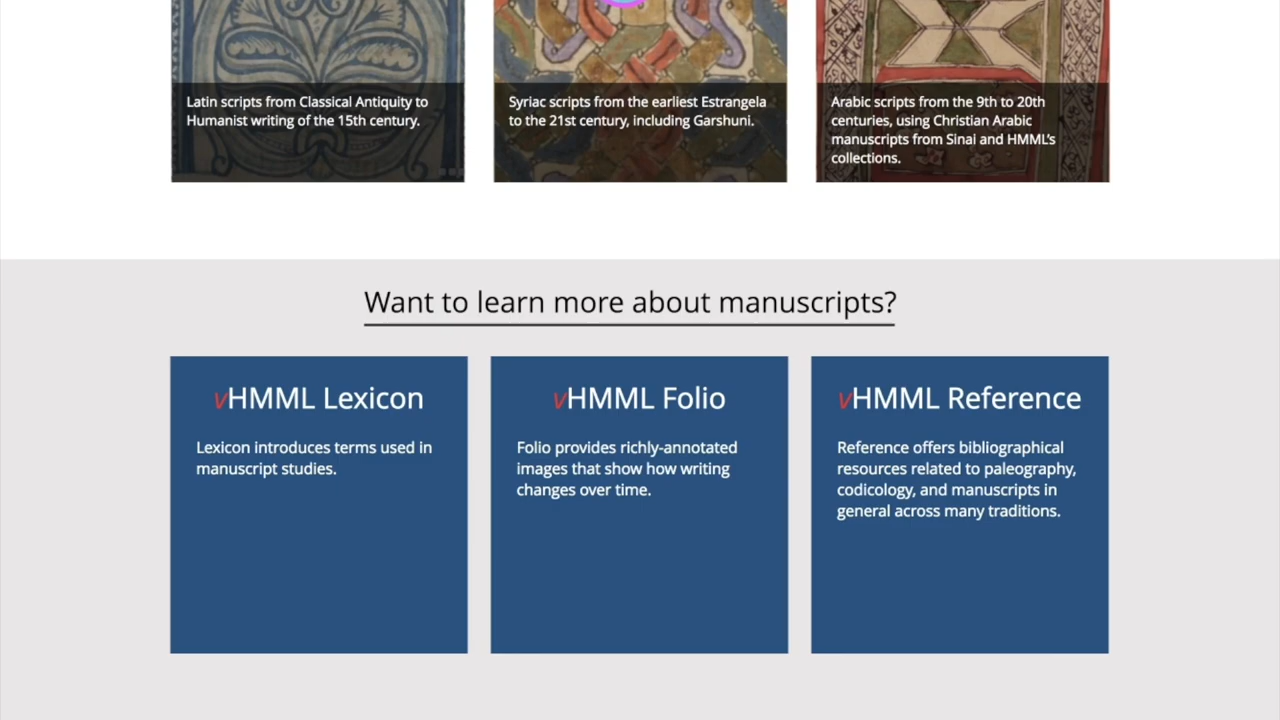 Latin scripts from Classical Antiquity to
Humanist writing of the 15th century.
Syriac scripts from the earliest Estrangela
to the 21st century, including Garshuni.
Arabic scripts from the 9th to 20th
centuries, using Christian Arabic
manuscripts from Sinai and HMML's
collections.
Want to learn more about manuscripts?
vHMML Lexicon
Lexicon introduces terms used in
manuscript studies.
vHMML Folio
Folio provides richly-annotated
images that show how writing
changes over time.
vHMML Reference
Reference offers bibliographical
resources related to paleography,
codicology, and manuscripts in
general across many traditions.